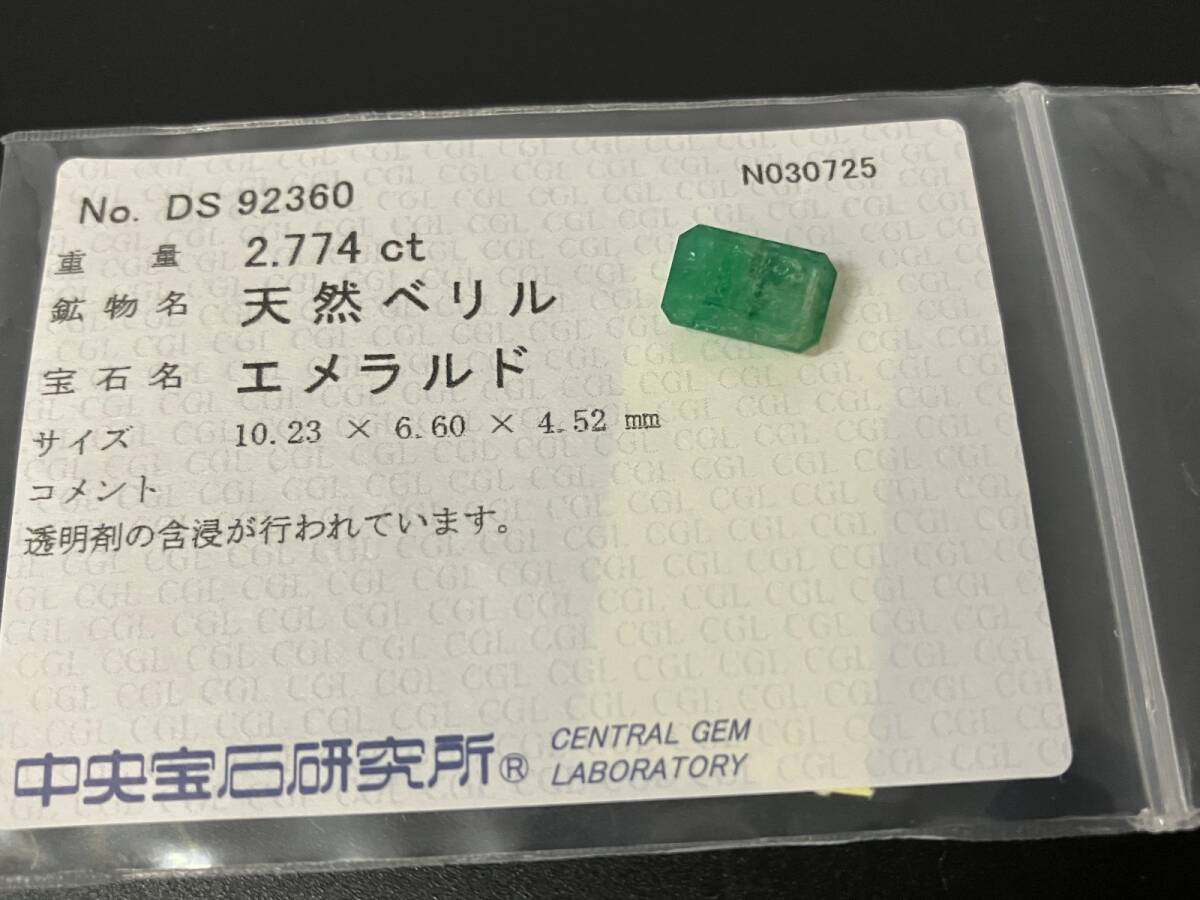 No. DS 92360
N030725
重量 2.774 ct
鉱物名 天然ベリル
宝石名 エメラルド
サイズ 10.23 × 6.60 × 4.52 ㎜
コメント
透明剤の含浸が行われています。
中央宝石研究所® CENTRAL GEM
LABORATORY